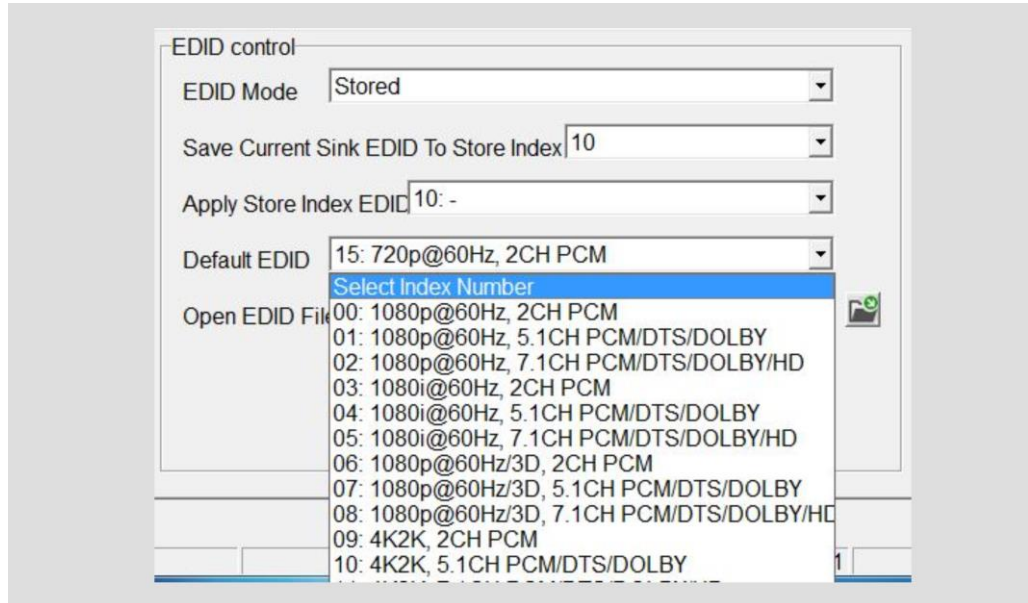 EDID control
EDID Mode Stored
Save Current Sink EDID To Store Index 10
Apply Store Index EDID 10: -
Default EDID 15: 720p@60Hz, 2CH PCM
Select Index Number
Open EDID File
00: 1080p@60Hz, 2CH PCM
01: 1080p@60Hz, 5.1CH PCM/DTS/DOLBY
02: 1080p@60Hz, 7.1CH PCM/DTS/DOLBY/HD
03: 1080i@60Hz, 2CH PCM
04: 1080i@60Hz, 5.1CH PCM/DTS/DOLBY
05: 1080i@60Hz, 7.1CH PCM/DTS/DOLBY/HD
06: 1080p@60Hz/3D, 2CH PCM
07: 1080p@60Hz/3D, 5.1CH PCM/DTS/DOLBY
08: 1080p@60Hz/3D, 7.1CH PCM/DTS/DOLBY/HD
09: 4K2K, 2CH PCM
10: 4K2K, 5.1CH PCM/DTS/DOLBY
1